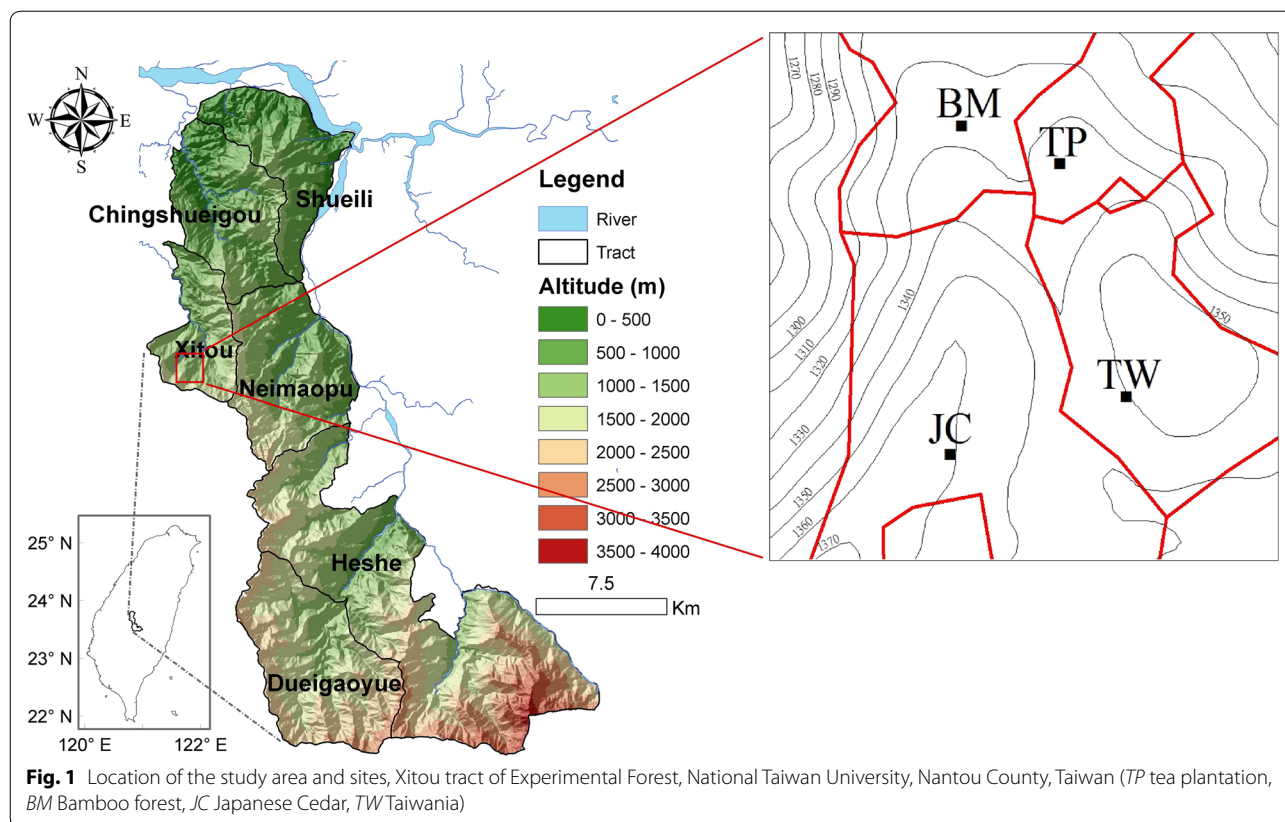 N
W
E
S
Chingshueigou
Shueili
Xitou
Neimaopu
Heshe
Dueigaoyue
Legend
River
Tract
Altitude (m)
0 - 500
500 - 1000
1000 - 1500
1500 - 2000
2000 - 2500
2500 - 3000
3000 - 3500
3500 - 4000
7.5
Km
25° N
24° N
23° N
22° N
120° E
122° E
1270
1280
1290
BM
TP
1300
1310
1320
1340
1350
TW
1330
JC
1350
1360
1370
Fig. 1 Location of the study area and sites, Xitou tract of Experimental Forest, National Taiwan University, Nantou County, Taiwan (TP tea plantation,
BM Bamboo forest, JC Japanese Cedar, TW Taiwania)